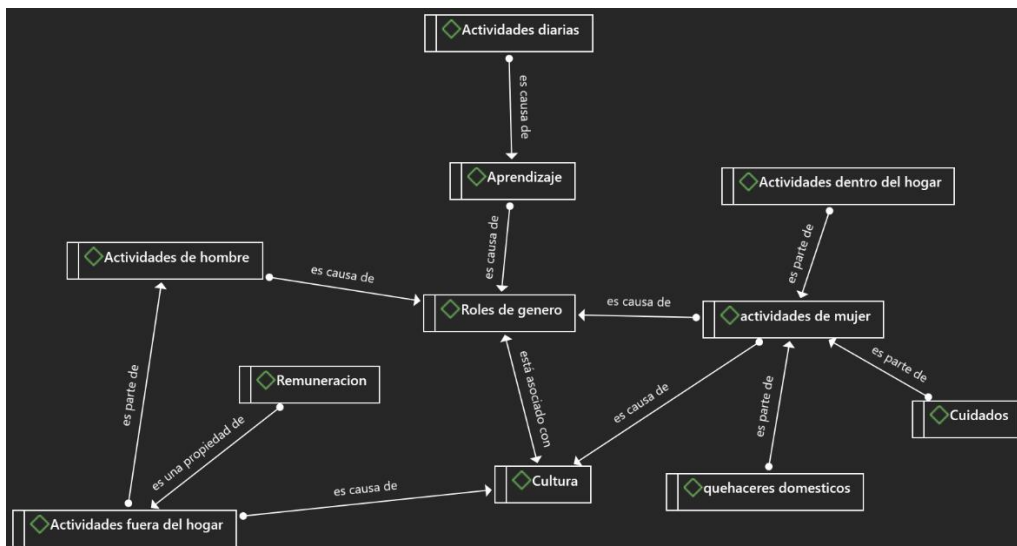 Actividades diarias
es causa de
Aprendizaje
Actividades dentro del hogar
es causa de
es parte de
Actividades de hombre
es causa de
Roles de genero
es causa de
actividades de mujer
es parte de
Remuneracion
está asociado con
es causa de
es parte de
es parte de
Cuidados
es una propiedad de
Cultura
quehaceres domesticos
es causa de
Actividades fuera del hogar